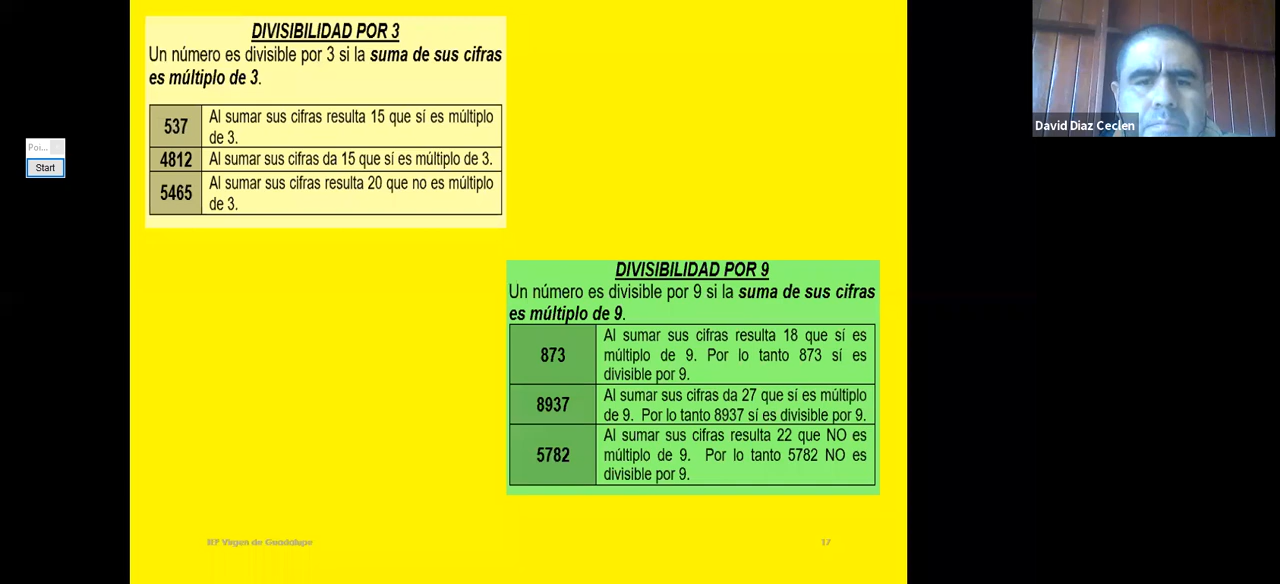 DIVISIBILIDAD POR 3
Un número es divisible por 3 si la suma de sus cifras
es múltiplo de 3.
537
Al sumar sus cifras resulta 15 que sí es múltiplo
de 3.
4812
Al sumar sus cifras da 15 que sí es múltiplo de 3.
5465
Al sumar sus cifras resulta 20 que no es múltiplo
de 3.
Poi...
Start
David Diaz Ceclen
DIVISIBILIDAD POR 9
Un número es divisible por 9 si la suma de sus cifras
es múltiplo de 9.
873
Al sumar sus cifras resulta 18 que sí es
múltiplo de 9. Por lo tanto 873 sí es
divisible por 9.
8937
Al sumar sus cifras da 27 que sí es múltiplo
de 9. Por lo tanto 8937 sí es divisible por 9.
5782
Al sumar sus cifras resulta 22 que NO es
múltiplo de 9. Por lo tanto 5782 NO es
divisible por 9.
IEP Virgen de Guadalupe
17